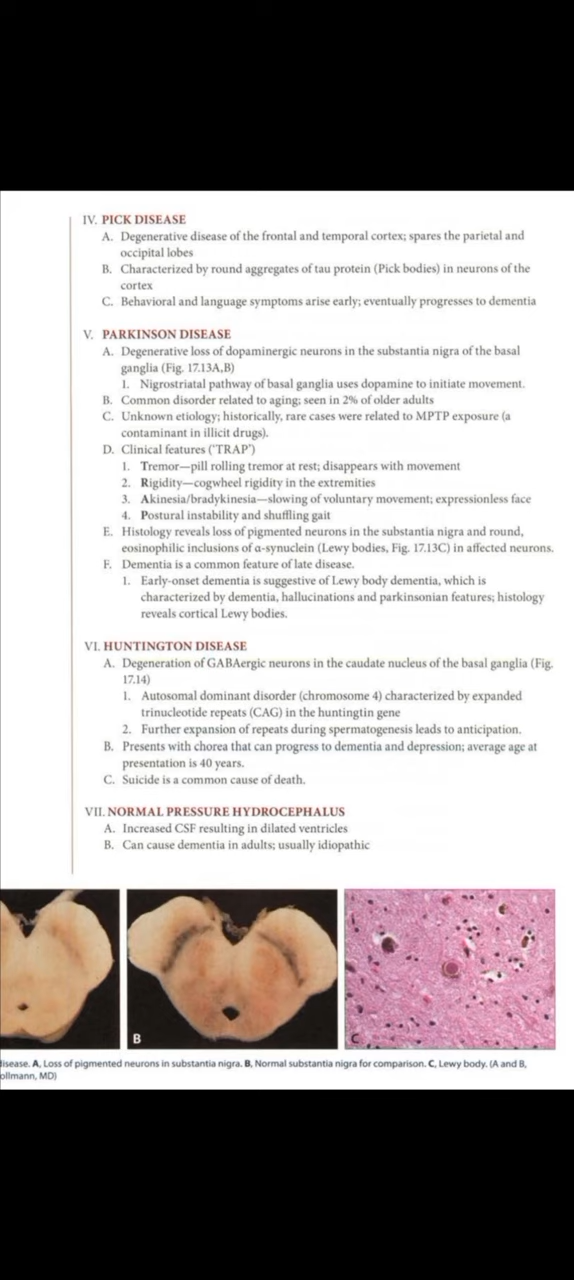 IV. PICK DISEASE
A. Degenerative disease of the frontal and temporal cortex; spares the parietal and
occipital lobes
B. Characterized by round aggregates of tau protein (Pick bodies) in neurons of the
cortex
C. Behavioral and language symptoms arise early; eventually progresses to dementia
V. PARKINSON DISEASE
A. Degenerative loss of dopaminergic neurons in the substantia nigra of the basal
ganglia (Fig. 17.13A,B)
1. Nigrostriatal pathway of basal ganglia uses dopamine to initiate movement.
B. Common disorder related to aging; seen in 2% of older adults
C. Unknown etiology; historically, rare cases were related to MPTP exposure (a
contaminant in illicit drugs).
D. Clinical features ('TRAP')
1. Tremor—pill rolling tremor at rest; disappears with movement
2. Rigidity—cogwheel rigidity in the extremities
3. Akinesia/bradykinesia—slowing of voluntary movement; expressionless face
4. Postural instability and shuffling gait
E. Histology reveals loss of pigmented neurons in the substantia nigra and round,
eosinophilic inclusions of α-synuclein (Lewy bodies, Fig. 17.13C) in affected neurons.
F. Dementia is a common feature of late disease.
1. Early-onset dementia is suggestive of Lewy body dementia, which is
characterized by dementia, hallucinations and parkinsonian features; histology
reveals cortical Lewy bodies.
VI. HUNTINGTON DISEASE
A. Degeneration of GABAergic neurons in the caudate nucleus of the basal ganglia (Fig.
17.14)
1. Autosomal dominant disorder (chromosome 4) characterized by expanded
trinucleotide repeats (CAG) in the huntingtin gene
2. Further expansion of repeats during spermatogenesis leads to anticipation.
B. Presents with chorea that can progress to dementia and depression; average age at
presentation is 40 years.
C. Suicide is a common cause of death.
VII. NORMAL PRESSURE HYDROCEPHALUS
A. Increased CSF resulting in dilated ventricles
B. Can cause dementia in adults; usually idiopathic
B
C
disease. A, Loss of pigmented neurons in substantia nigra. B, Normal substantia nigra for comparison. C, Lewy body. (A and B,
ollmann, MD)